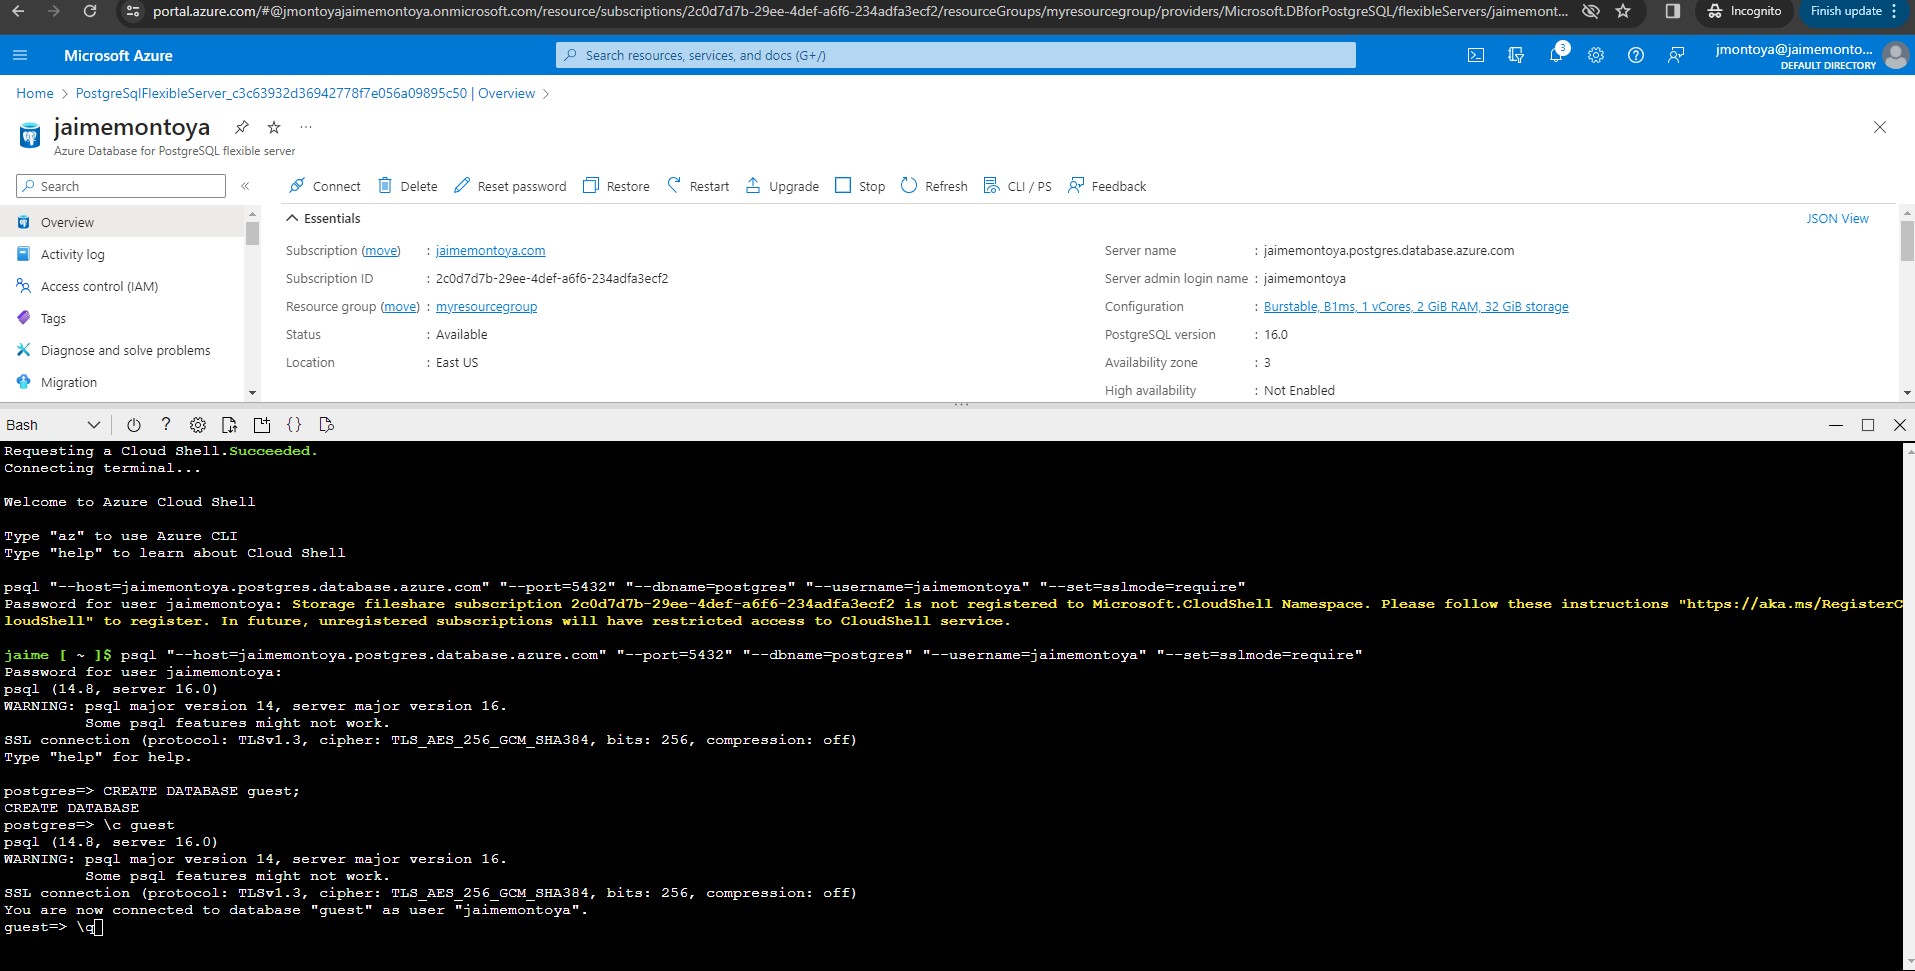 portal.azure.com/#@jmontoyajaimemontoya.onmicrosoft.com/resource/subscriptions/2c0d7d7b-29ee-4def-a6f6-234adfa3ecf2/resourceGroups/myresourcegroup/providers/Microsoft.DBforPostgreSQL/flexibleServers/jaimemont... Incognito Finish update
Microsoft Azure Search resources, services, and docs (G+/) 3 jmontoya@jaimemonto...
DEFAULT DIRECTORY
Home > PostgreSqlFlexibleServer_c3c63932d36942778f7e056a09895c50 | Overview >
jaimemontoya ...
Azure Database for PostgreSQL flexible server
Search « Connect Delete Reset password Restore Restart Upgrade Stop Refresh CLI / PS Feedback
Overview
Activity log
Access control (IAM)
Tags
Diagnose and solve problems
Migration
Essentials JSON View
Subscription (move) : jaimemontoya.com
Subscription ID : 2c0d7d7b-29ee-4def-a6f6-234adfa3ecf2
Resource group (move) : myresourcegroup
Status : Available
Location : East US
Server name : jaimemontoya.postgres.database.azure.com
Server admin login name : jaimemontoya
Configuration : Burstable, B1ms, 1 vCores, 2 GiB RAM, 32 GiB storage
PostgreSQL version : 16.0
Availability zone : 3
High availability : Not Enabled
Bash ? {}
Requesting a Cloud Shell.Succeeded.
Connecting terminal...
Welcome to Azure Cloud Shell
Type "az" to use Azure CLI
Type "help" to learn about Cloud Shell
psql "--host=jaimemontoya.postgres.database.azure.com" "--port=5432" "--dbname=postgres" "--username=jaimemontoya" "--set=sslmode=require"
Password for user jaimemontoya: Storage fileshare subscription 2c0d7d7b-29ee-4def-a6f6-234adfa3ecf2 is not registered to Microsoft.CloudShell Namespace. Please follow these instructions "https://aka.ms/RegisterC
loudShell" to register. In future, unregistered subscriptions will have restricted access to CloudShell service.
jaime [ ~ ]$ psql "--host=jaimemontoya.postgres.database.azure.com" "--port=5432" "--dbname=postgres" "--username=jaimemontoya" "--set=sslmode=require"
Password for user jaimemontoya:
psql (14.8, server 16.0)
WARNING: psql major version 14, server major version 16.
Some psql features might not work.
SSL connection (protocol: TLSv1.3, cipher: TLS_AES_256_GCM_SHA384, bits: 256, compression: off)
Type "help" for help.
postgres=> CREATE DATABASE guest;
CREATE DATABASE
postgres=> \c guest
psql (14.8, server 16.0)
WARNING: psql major version 14, server major version 16.
Some psql features might not work.
SSL connection (protocol: TLSv1.3, cipher: TLS_AES_256_GCM_SHA384, bits: 256, compression: off)
You are now connected to database "guest" as user "jaimemontoya".
guest=> \q